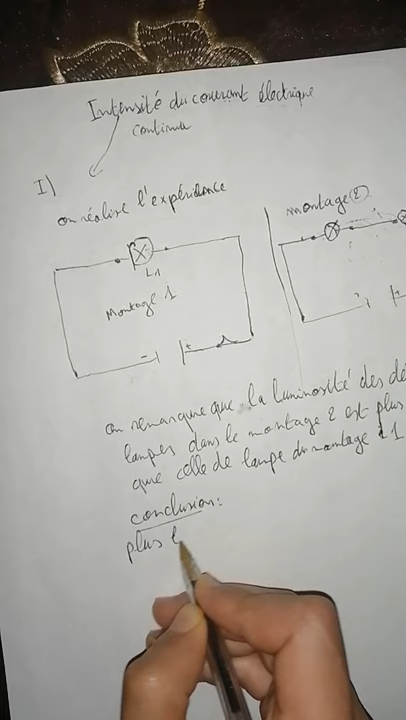 Intensité du courant électrique
continu
I)
on réalise l'expérience
L1
Montage 1
- +
montage 2
-
on remarque que la luminosité des
lampes dans le montage 2 est plus
que celle de lampe du montage 1
conclusion:
plus